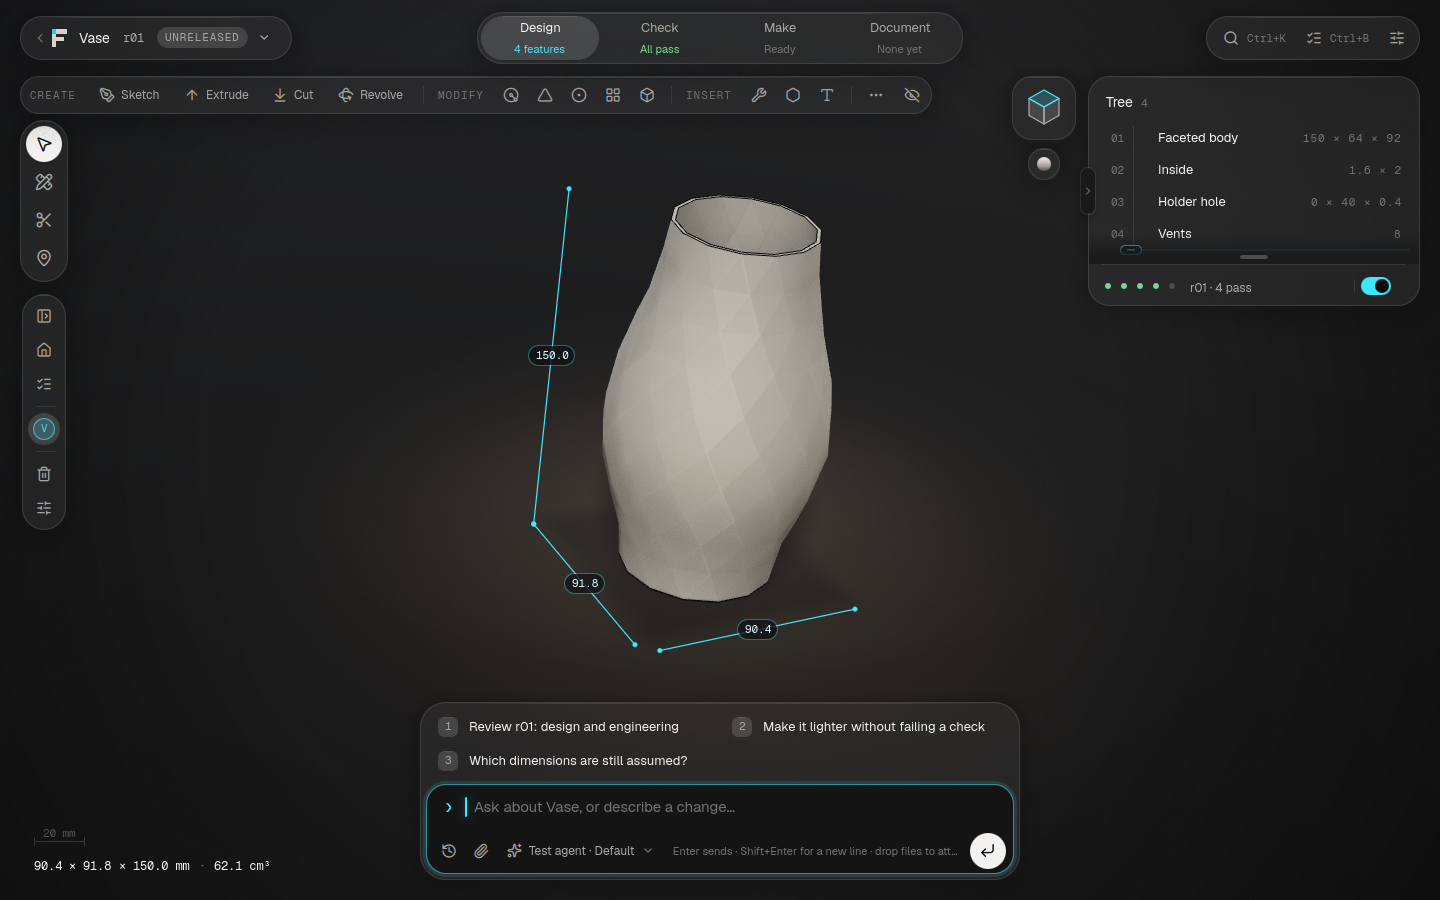 Vase r01 UNRELEASED
Design
4 features
Check
All pass
Make
Ready
Document
None yet
Ctrl+K Ctrl+B
CREATE Sketch Extrude Cut Revolve MODIFY INSERT
Tree 4
01 Faceted body 150 × 64 × 92
02 Inside 1.6 × 2
03 Holder hole 0 × 40 × 0.4
04 Vents 8
r01 · 4 pass
V
150.0
91.8
90.4
1 Review r01: design and engineering
2 Make it lighter without failing a check
3 Which dimensions are still assumed?
Ask about Vase, or describe a change...
Test agent · Default
Enter sends · Shift+Enter for a new line · drop files to att...
20 mm
90.4 × 91.8 × 150.0 mm · 62.1 cm³